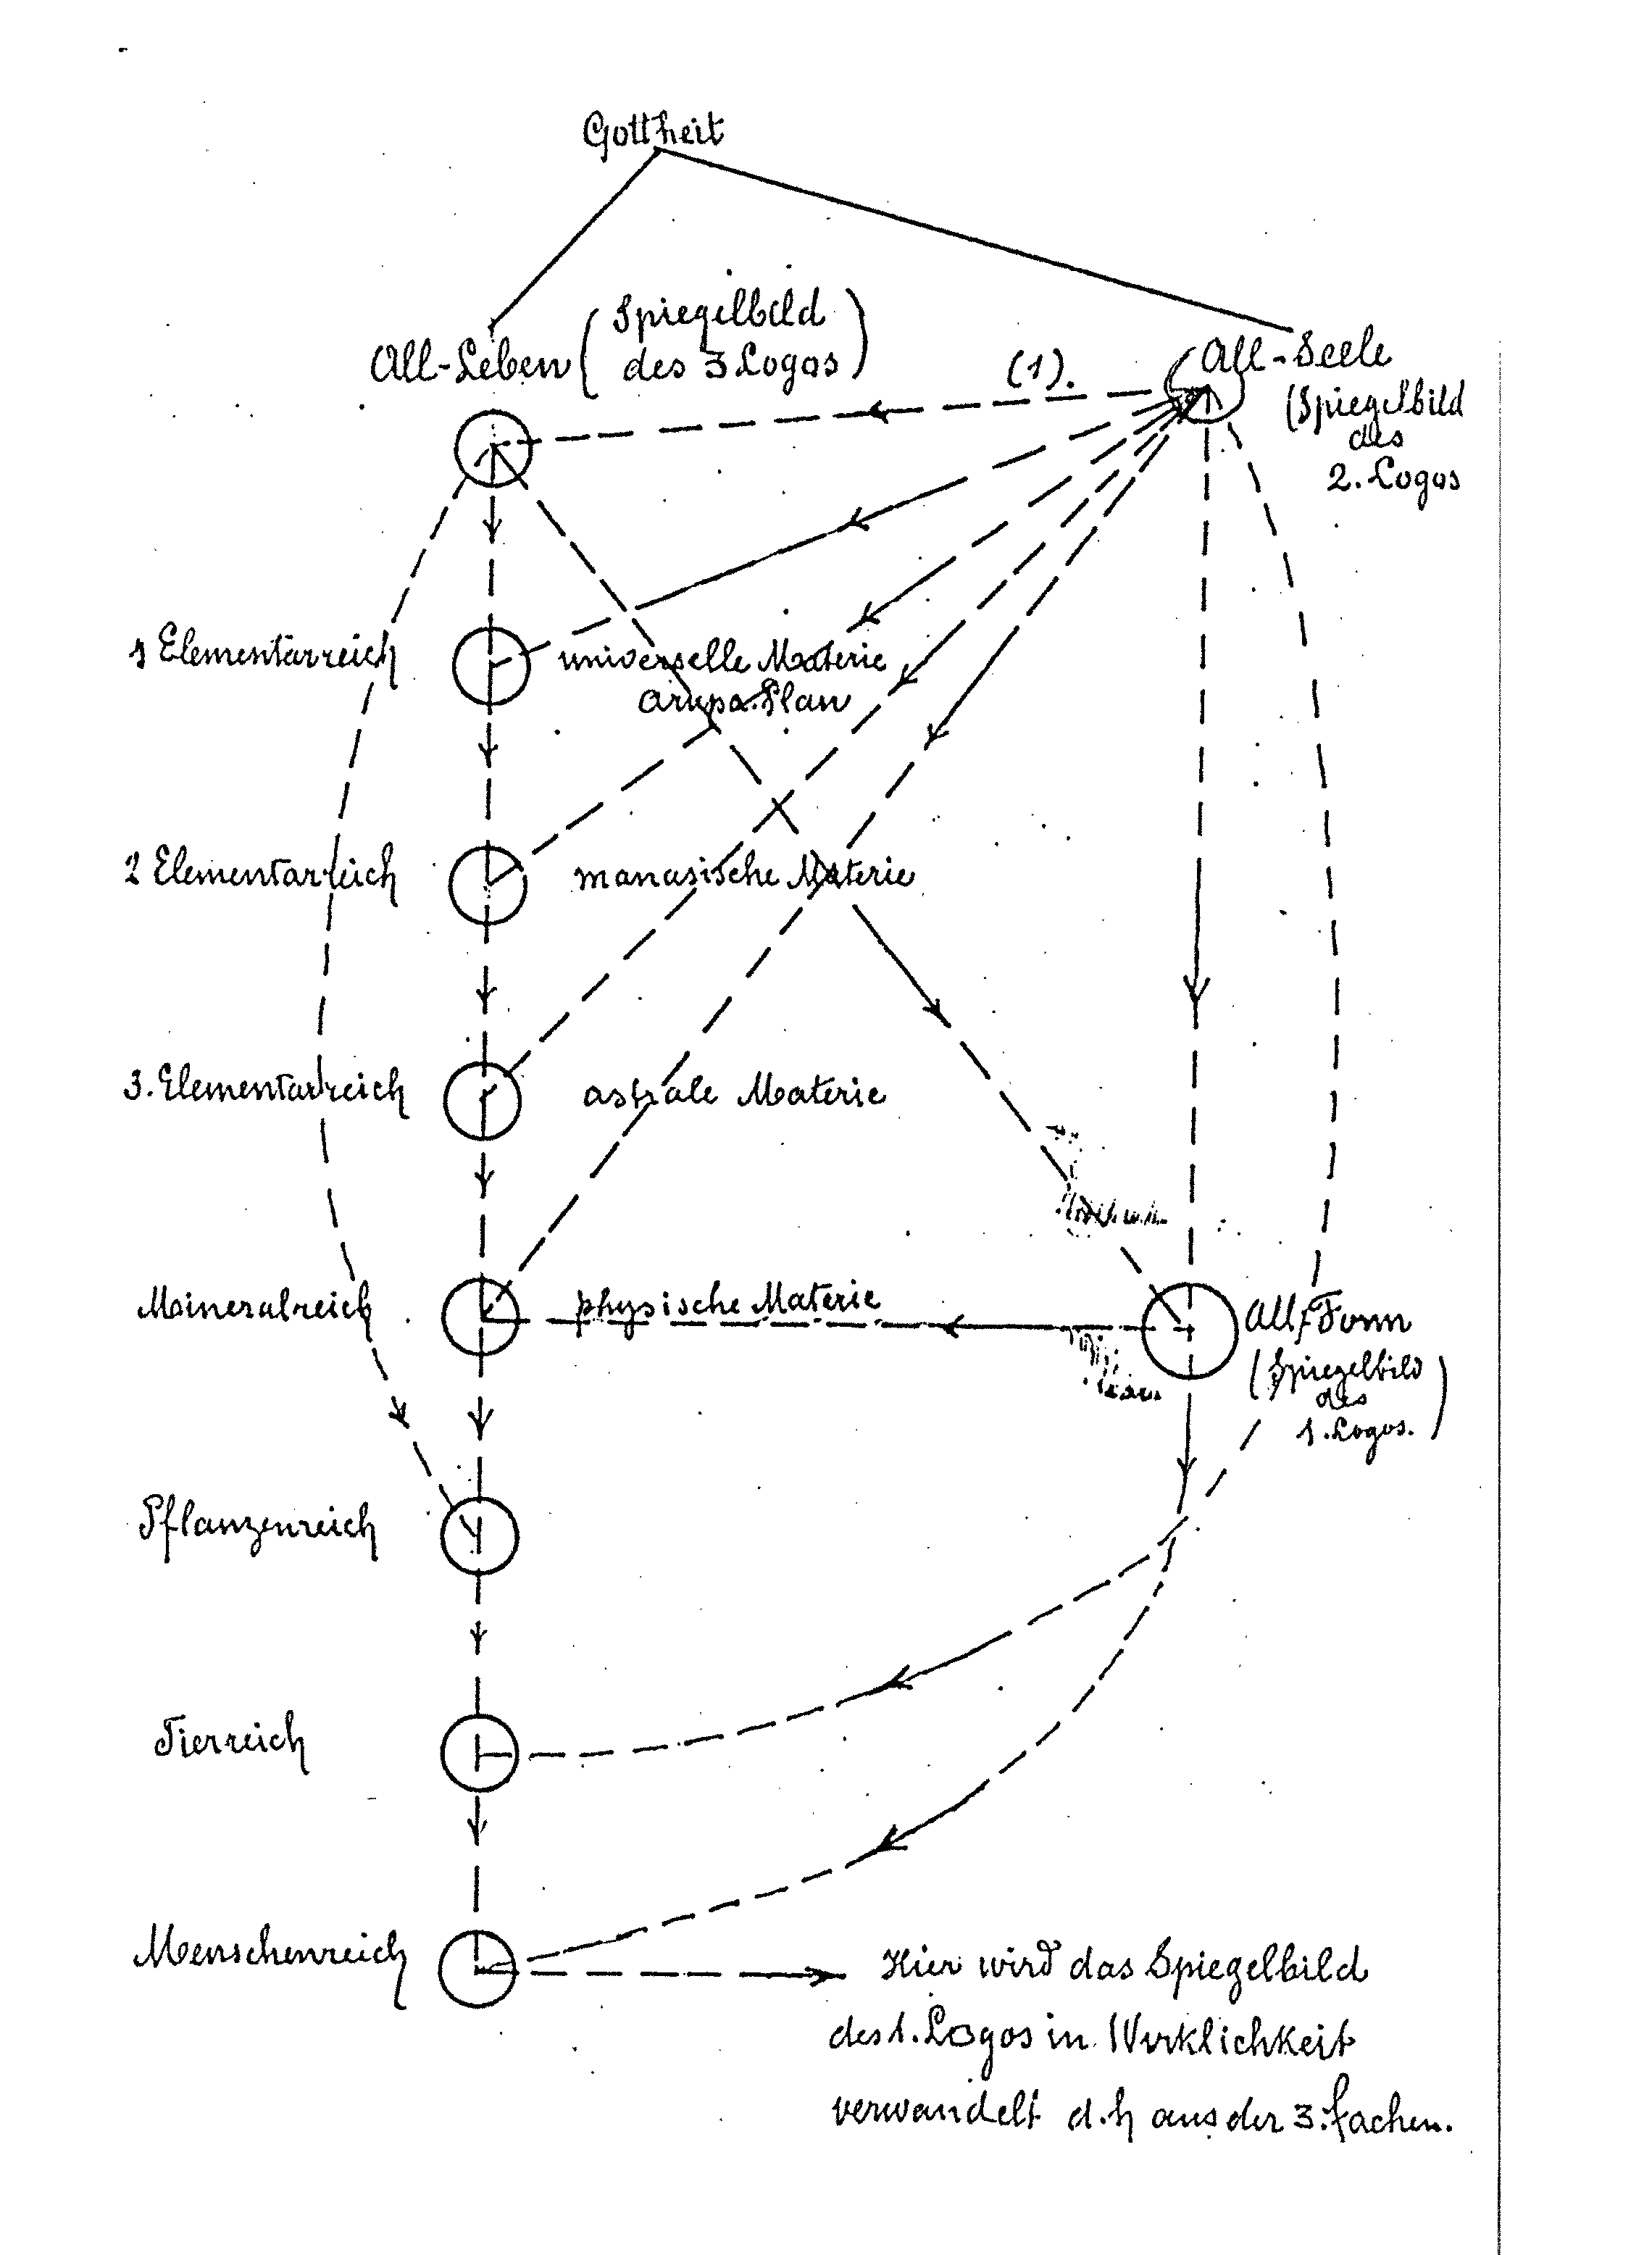 Gottheit
All-Leben (Spiegelbild
des 3 Logos)
(1).
All-Seele
(Spiegelbild
des
2. Logos
1 Elementarreich
universelle Materie
Arupa-Plan
2 Elementarreich
manasische Materie
3. Elementarreich
astrale Materie
Mineralreich
physische Materie
All-Form
(Spiegelbild
des
1. Logos.)
Pflanzenreich
Tierreich
Menschenreich
Hier wird das Spiegelbild
des 1. Logos in Wirklichkeit
verwandelt d.h aus der 3.fachen.